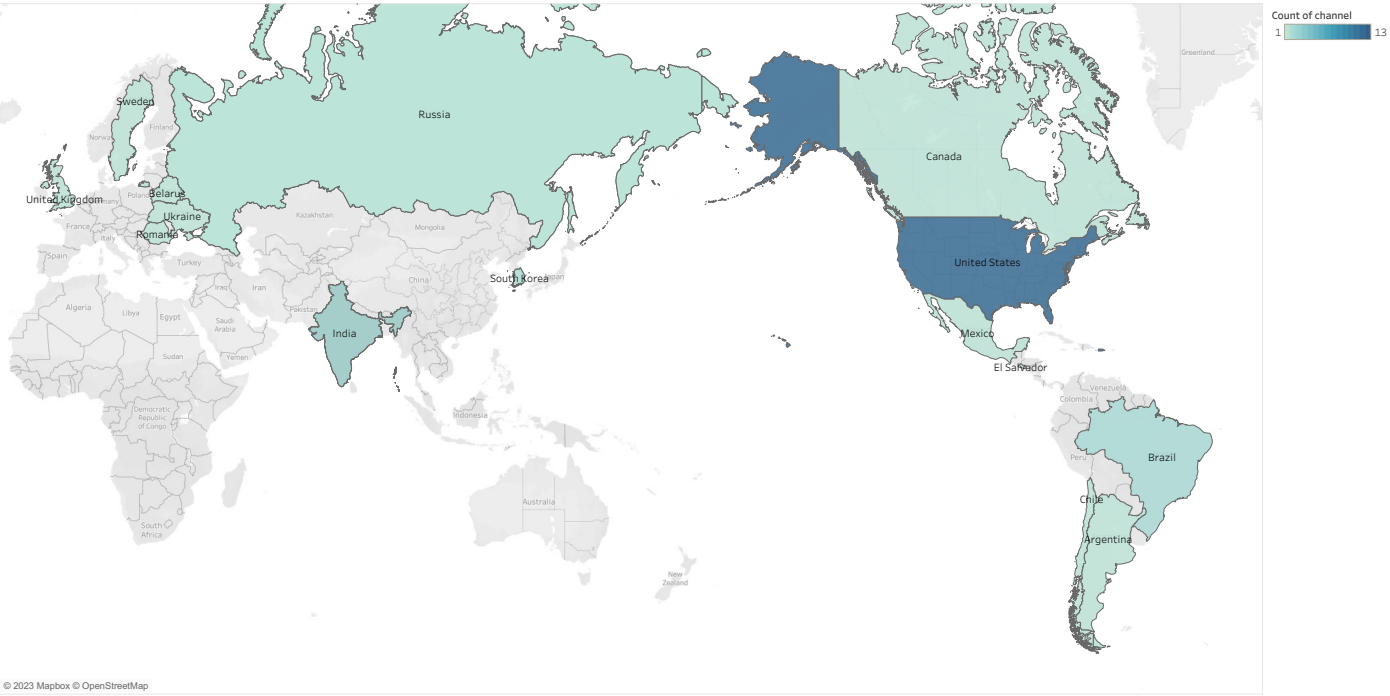 Count of channel
1
13
Greenland
Sweden
Norwa
Finland
Russia
Canada
United Kingdom
many
Poland
Belarus
Ukraine
Romania
France
Italy
Spain
Turkey
Kazakhstan
Mongolia
China
South Korea
Japan
United States
Algeria
Libya
Egypt
Iraq
Iran
Pakistan
Saudi
Arabia
India
Mexico
Sudan
Yemen
El Salvador
Venezuela
Colombia
Democratic
Republic
of Congo
Indonesia
Peru
Brazil
Australia
Chile
South
Africa
Argentina
New
Zealand
© 2023 Mapbox © OpenStreetMap